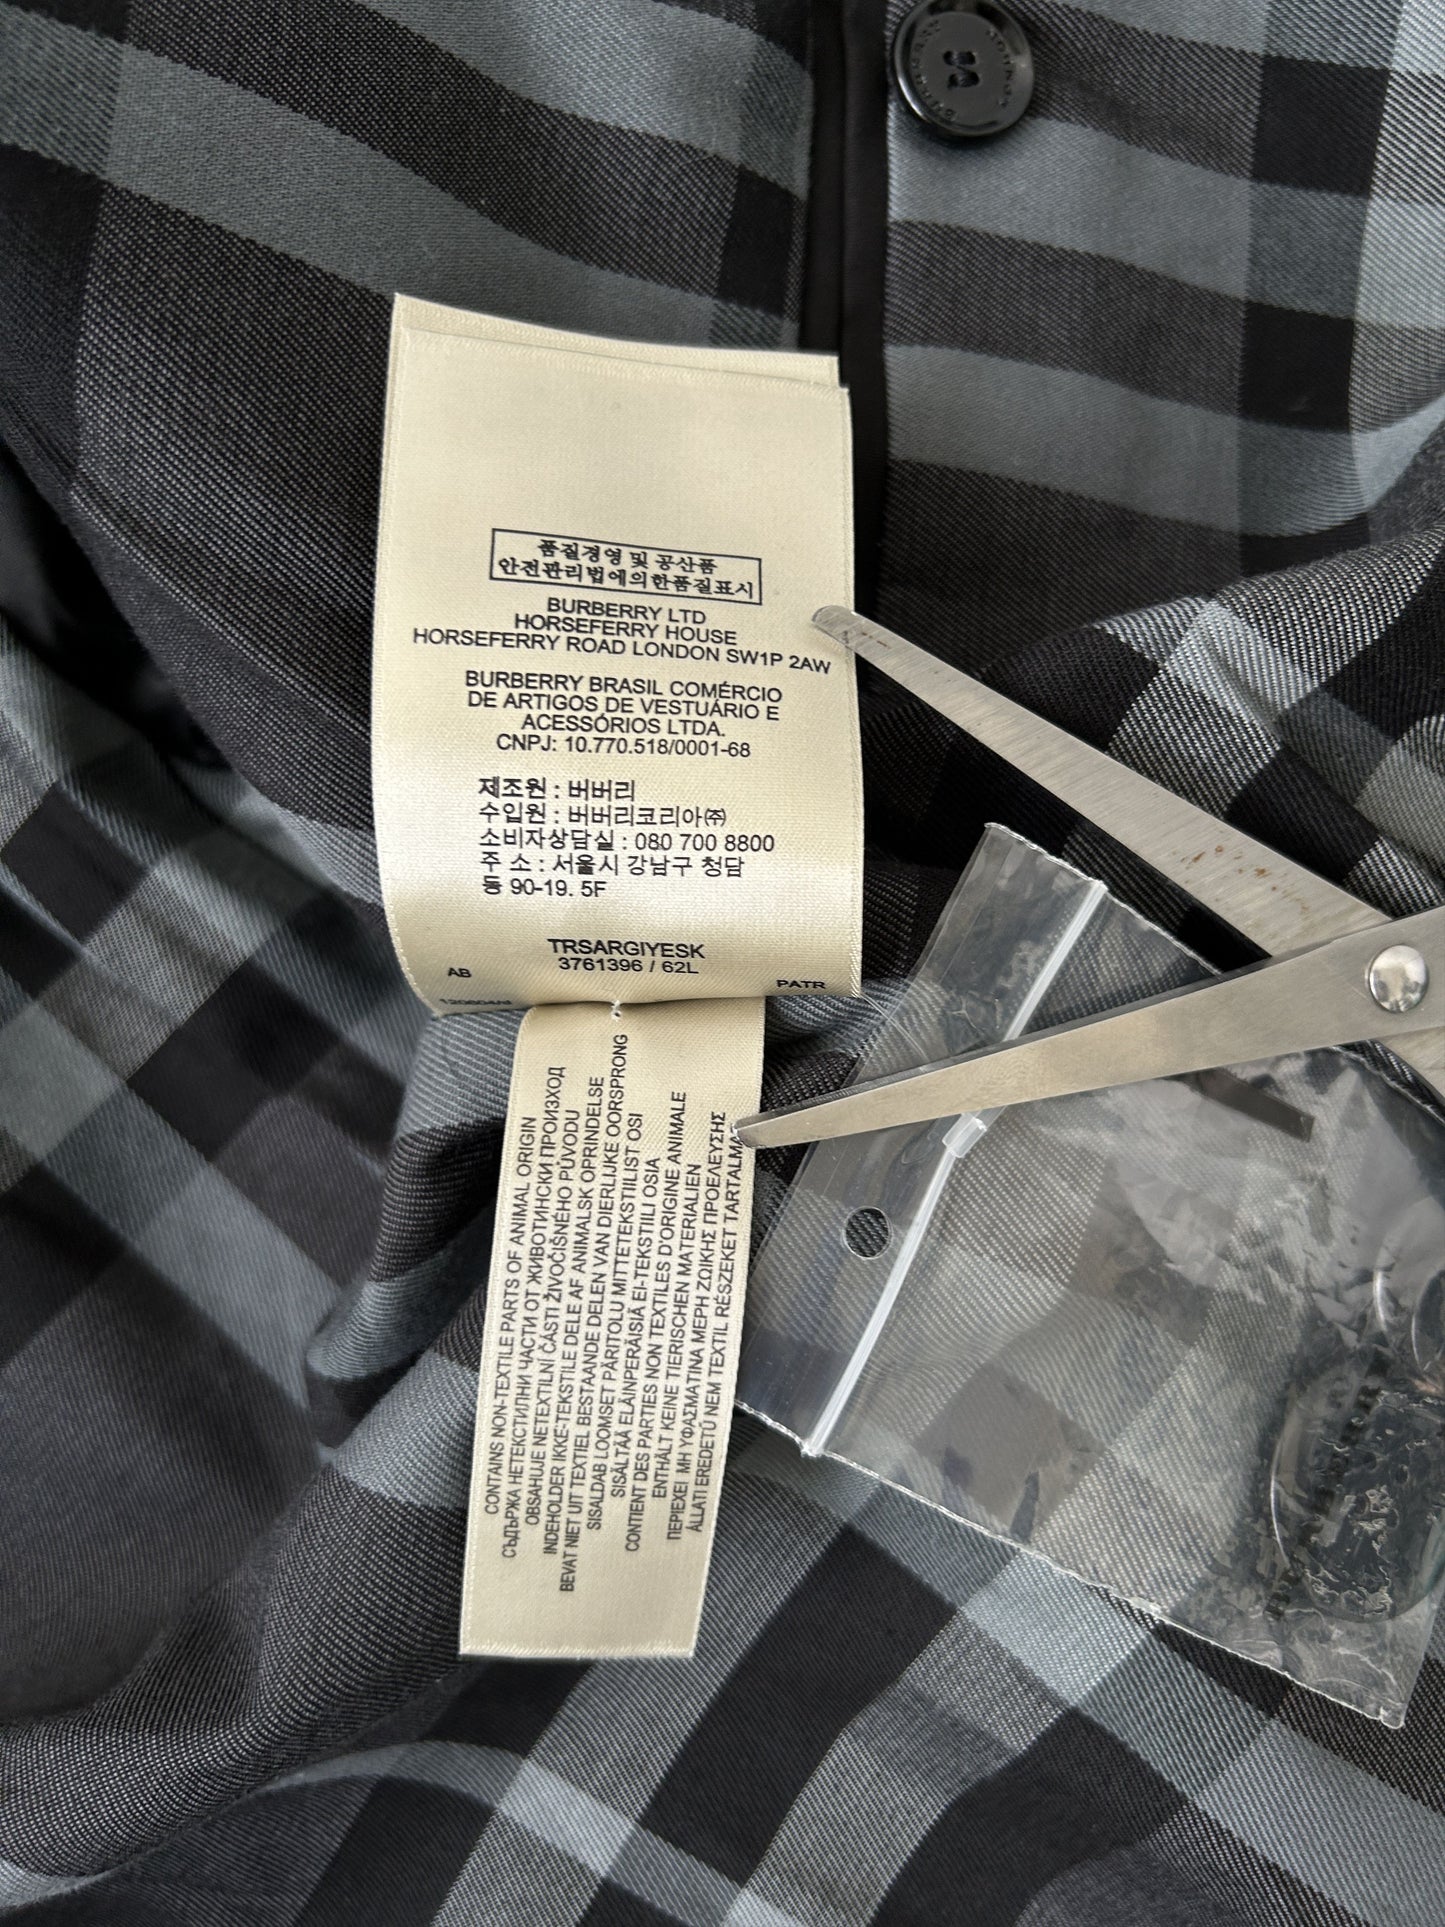 BURBERRY
품질경영 및 공산품
안전관리법에의한품질표시
BURBERRY LTD
HORSEFERRY HOUSE
HORSEFERRY ROAD LONDON SW1P 2AW
BURBERRY BRASIL COMÉRCIO
DE ARTIGOS DE VESTUÁRIO E
ACESSÓRIOS LTDA.
CNPJ: 10.770.518/0001-68
제조원 : 버버리
수입원 : 버버리코리아㈜
소비자상담실 : 080 700 8800
주 소 : 서울시 강남구 청담
동 90-19. 5F
TRSARGIYESK
3761396 / 62L
AB
PATR
CONTAINS NON-TEXTILE PARTS OF ANIMAL ORIGIN
СЪДЪРЖА НЕТЕКСТИЛНИ ЧАСТИ ОТ ЖИВОТИНСКИ ПРОИЗХОД
OBSAHUJE NETEXTILNÍ ČÁSTI ŽIVOČIŠNÉHO PŮVODU
INDEHOLDER IKKE-TEKSTILE DELE AF ANIMALSK OPRINDELSE
BEVAT NIET UIT TEXTIEL BESTAANDE DELEN VAN DIERLIJKE OORSPRONG
SISALDAB LOOMSET PÄRITOLU MITTETEKSTIILIST OSI
SISÄLTÄÄ ELÄINPERÄISIÄ EI-TEKSTIILI OSIA
CONTIENT DES PARTIES NON TEXTILES D'ORIGINE ANIMALE
ENTHÄLT KEINE TIERISCHEN MATERIALIEN
ΠΕΡΙΕΧΕΙ ΜΗ ΥΦΑΣΜΑΤΙΝΑ ΜΕΡΗ ΖΩΙΚΗΣ ΠΡΟΕΛΕΥΣΗΣ
ÁLLATI EREDETŰ NEM TEXTIL RÉSZEKET